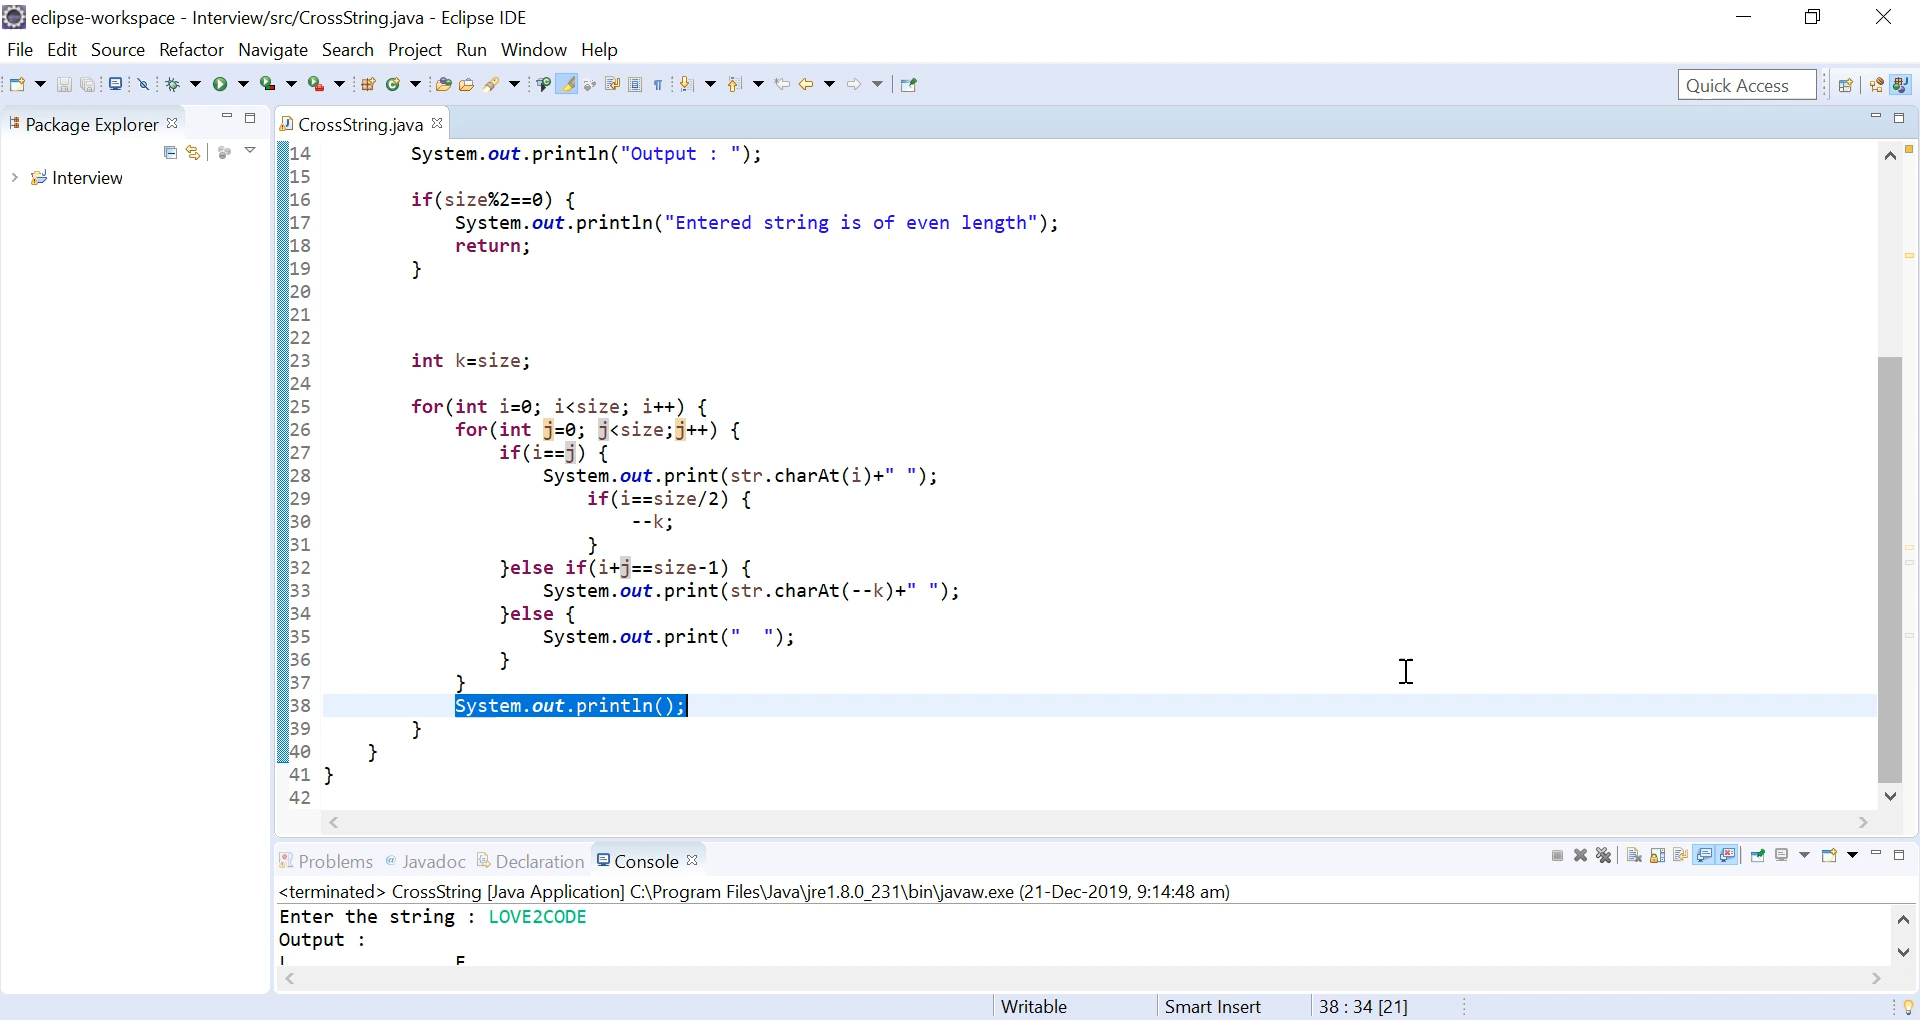 eclipse-workspace - Interview/src/CrossString.java - Eclipse IDE
File Edit Source Refactor Navigate Search Project Run Window Help
Quick Access
Package Explorer
CrossString.java
Interview
14 System.out.println("Output : ");
15
16 if(size%2==0) {
17 System.out.println("Entered string is of even length");
18 return;
19 }
20
21
22
23 int k=size;
24
25 for(int i=0; i<size; i++) {
26 for(int j=0; j<size;j++) {
27 if(i==j) {
28 System.out.print(str.charAt(i)+" ");
29 if(i==size/2) {
30 --k;
31 }
32 }else if(i+j==size-1) {
33 System.out.print(str.charAt(--k)+" ");
34 }else {
35 System.out.print("  ");
36 }
37 }
38 System.out.println();
39 }
40 }
41 }
42
Problems @ Javadoc Declaration Console
<terminated> CrossString [Java Application] C:\Program Files\Java\jre1.8.0_231\bin\javaw.exe (21-Dec-2019, 9:14:48 am)
Enter the string : LOVE2CODE
Output :
Writable Smart Insert 38 : 34 [21]